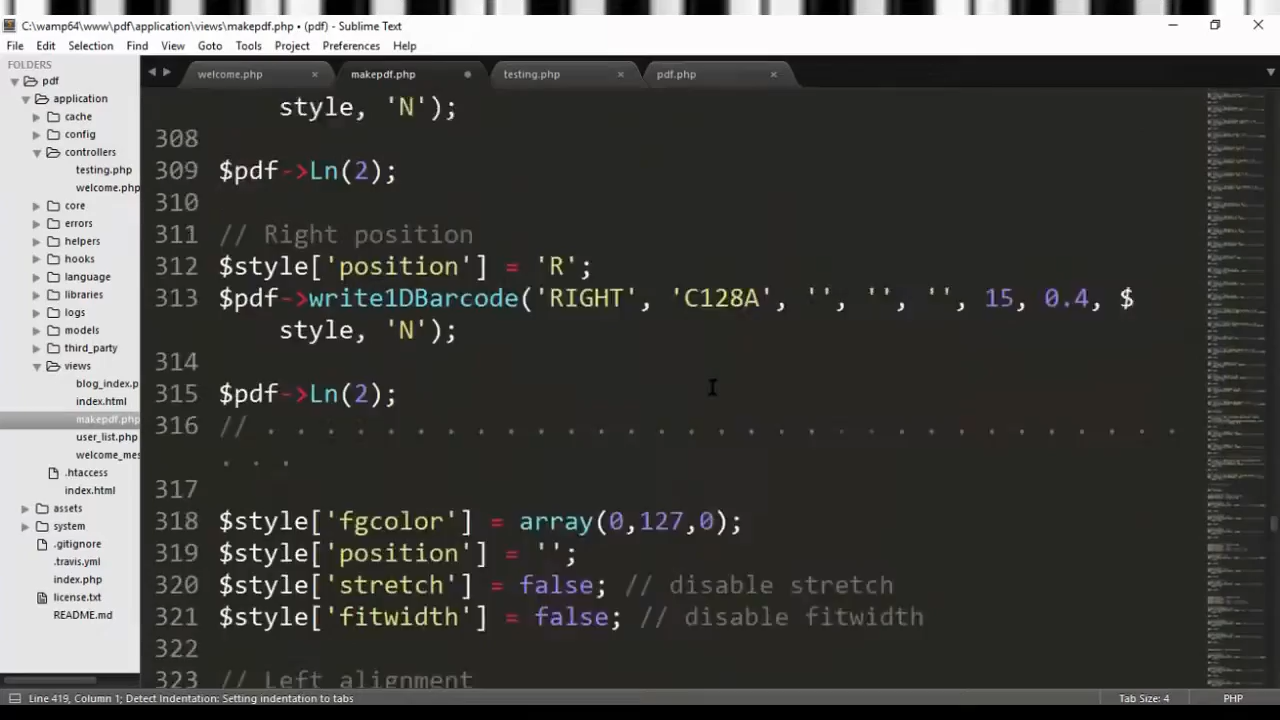 C:\wamp64\www\pdf\application\views\makepdf.php • (pdf) - Sublime Text
File Edit Selection Find View Goto Tools Project Preferences Help
FOLDERS
pdf
application
cache
config
controllers
testing.php
welcome.php
core
errors
helpers
hooks
language
libraries
logs
models
third_party
views
blog_index.p
index.html
makepdf.php
user_list.php
welcome_mes
.htaccess
index.html
assets
system
.gitignore
.travis.yml
index.php
license.txt
README.md
welcome.php makepdf.php testing.php pdf.php
style, 'N');
308
309 $pdf->Ln(2);
310
311 // Right position
312 $style['position'] = 'R';
313 $pdf->write1DBarcode('RIGHT', 'C128A', '', '', '', 15, 0.4, $
style, 'N');
314
315 $pdf->Ln(2);
316 // . . . . . . . . . . . . . . . . . . . . . . . . . . . . . . .
. . .
317
318 $style['fgcolor'] = array(0,127,0);
319 $style['position'] = '';
320 $style['stretch'] = false; // disable stretch
321 $style['fitwidth'] = false; // disable fitwidth
322
323 // Left alignment
Line 419, Column 1; Detect Indentation: Setting indentation to tabs Tab Size: 4 PHP